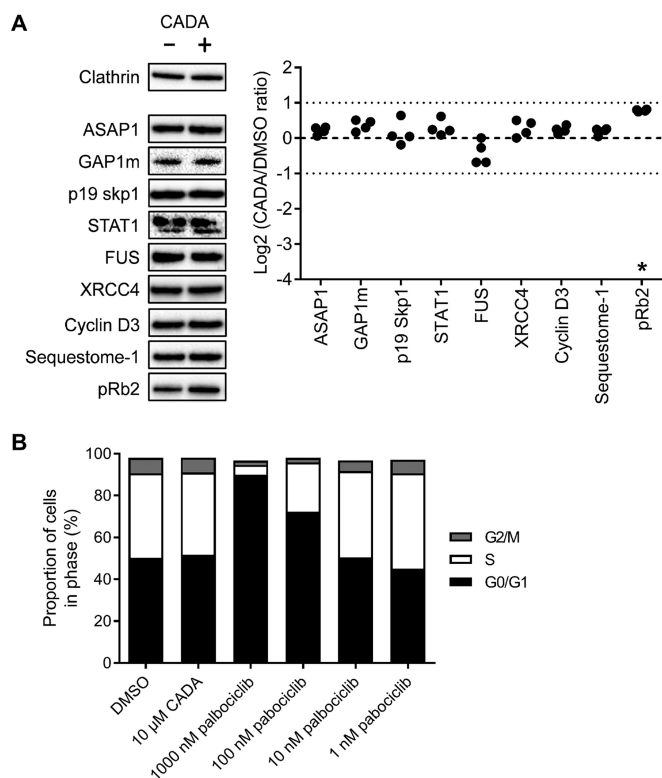 A
CADA
– +
Clathrin
ASAP1
GAP1m
p19 skp1
STAT1
FUS
XRCC4
Cyclin D3
Sequestome-1
pRb2
Log2 (CADA/DMSO ratio)
2
1
0
-1
-2
-3
-4
*
ASAP1
GAP1m
p19 Skp1
STAT1
FUS
XRCC4
Cyclin D3
Sequestome-1
pRb2
B
Proportion of cells
in phase (%)
100
80
60
40
20
0
DMSO
10 µM CADA
1000 nM palbociclib
100 nM pabociclib
10 nM palbociclib
1 nM pabociclib
G2/M
S
G0/G1